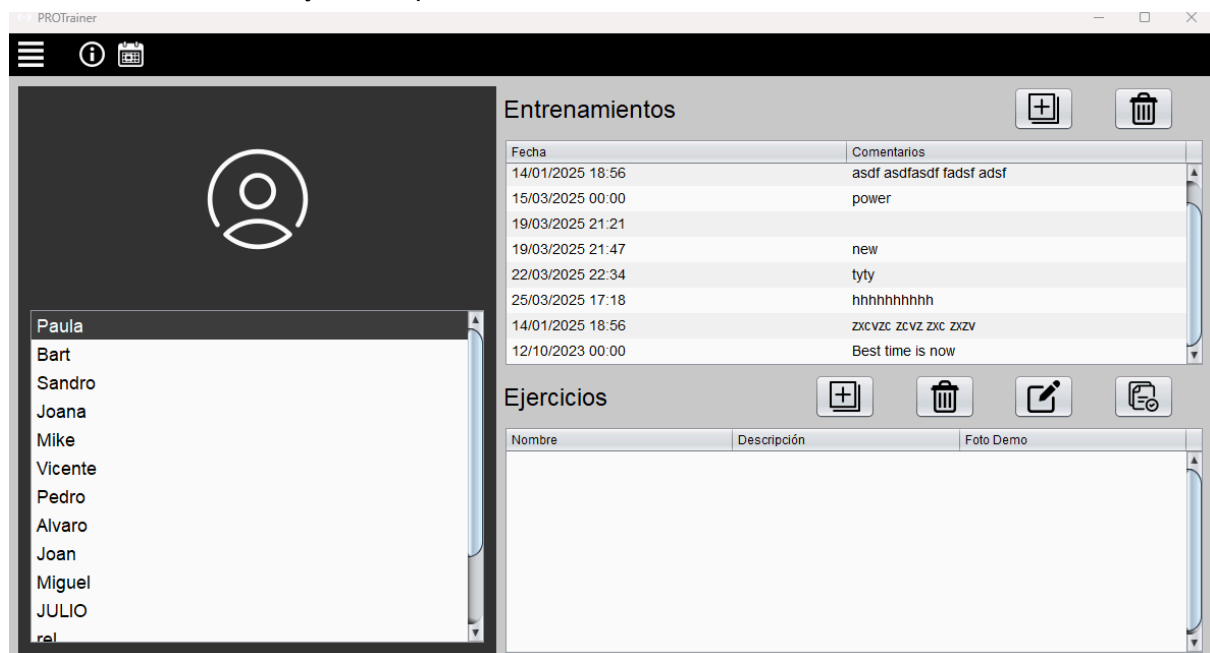 PROTrainer
Entrenamientos
Fecha Comentarios
14/01/2025 18:56 asdf asdfasdf fadsf adsf
15/03/2025 00:00 power
19/03/2025 21:21
19/03/2025 21:47 new
22/03/2025 22:34 tyty
25/03/2025 17:18 hhhhhhhhhh
14/01/2025 18:56 zxcvzc zcvz zxc zxzv
12/10/2023 00:00 Best time is now
Paula
Bart
Sandro
Joana
Mike
Vicente
Pedro
Alvaro
Joan
Miguel
JULIO
rel
Ejercicios
Nombre Descripción Foto Demo